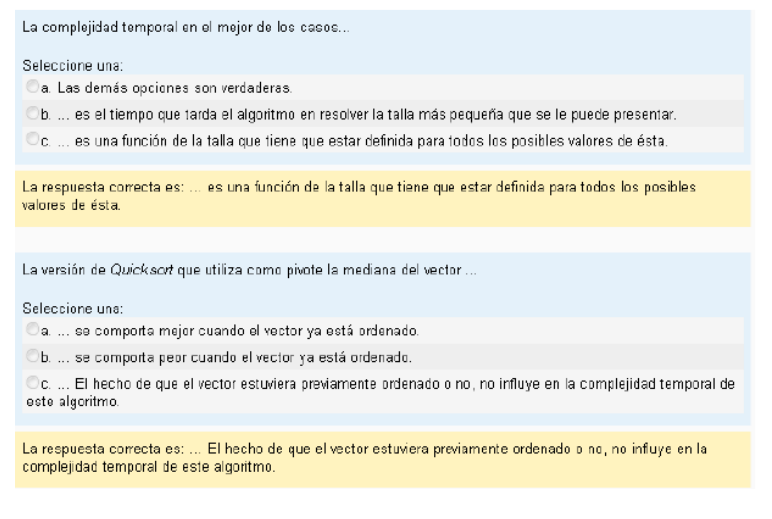 La complejidad temporal en el mejor de los casos...
Seleccione una:
a. Las demás opciones son verdaderas.
b. ... es el tiempo que tarda el algoritmo en resolver la talla más pequeña que se le puede presentar.
c. ... es una función de la talla que tiene que estar definida para todos los posibles valores de ésta.
La respuesta correcta es: ... es una función de la talla que tiene que estar definida para todos los posibles
valores de ésta.
La versión de Quicksort que utiliza como pivote la mediana del vector ...
Seleccione una:
a. ... se comporta mejor cuando el vector ya está ordenado.
b. ... se comporta peor cuando el vector ya está ordenado.
c. ... El hecho de que el vector estuviera previamente ordenado o no, no influye en la complejidad temporal de
este algoritmo.
La respuesta correcta es: ... El hecho de que el vector estuviera previamente ordenado o no, no influye en la
complejidad temporal de este algoritmo.